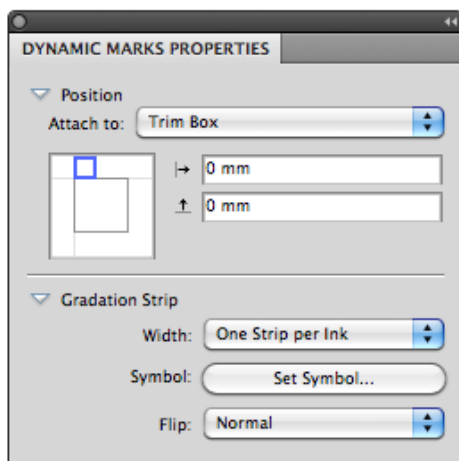 DYNAMIC MARKS PROPERTIES
Position
Attach to: Trim Box
0 mm
0 mm
Gradation Strip
Width: One Strip per Ink
Symbol: Set Symbol...
Flip: Normal